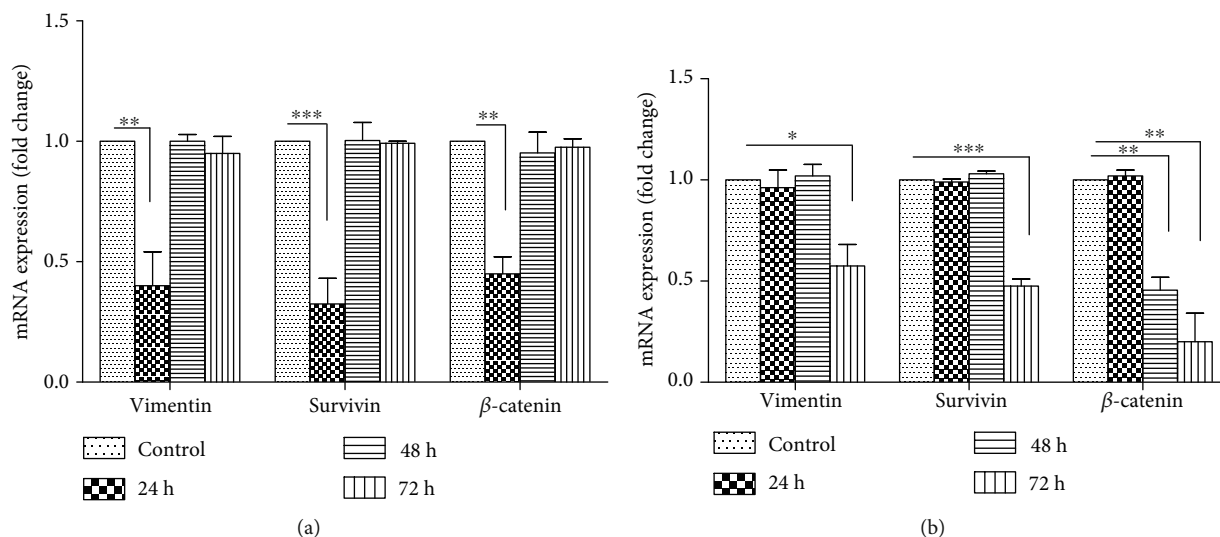 mRNA expression (fold change)
1.5
1.0
0.5
0.0
**
***
**
Vimentin
Survivin
β-catenin
Control
24 h
48 h
72 h
(a)
mRNA expression (fold change)
1.5
1.0
0.5
0.0
*
***
**
**
Vimentin
Survivin
β-catenin
Control
24 h
48 h
72 h
(b)